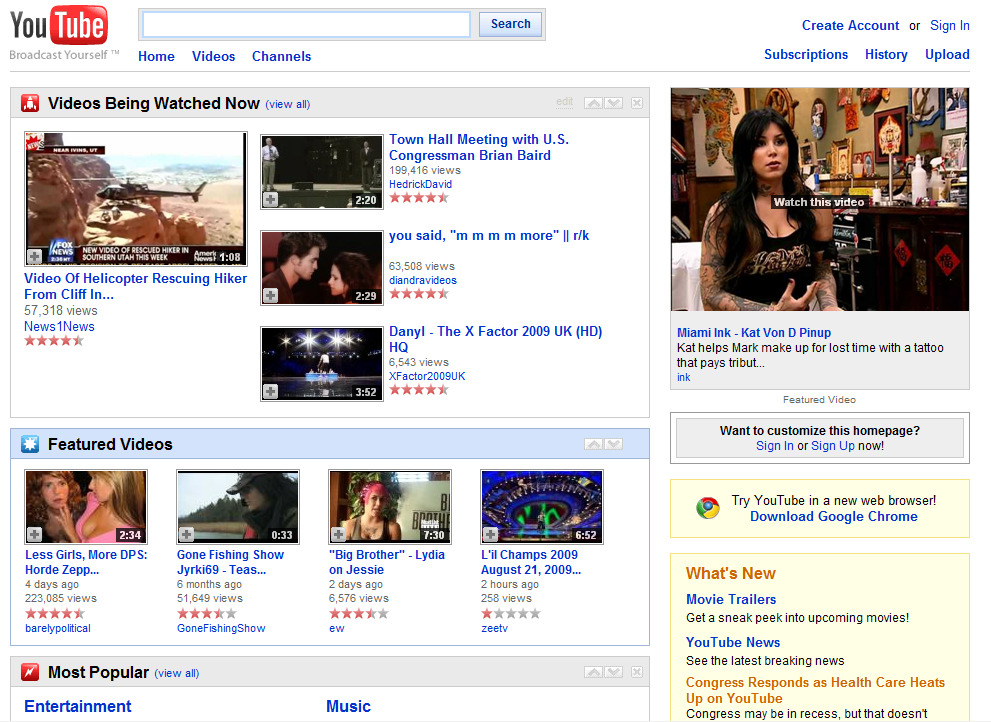 YouTube
Broadcast Yourself ™
Search
Create Account or Sign In
Home Videos Channels
Subscriptions History Upload
Videos Being Watched Now (view all)
edit
NEWS
NEAR IVINS, UT
FOX NEWS
NEW VIDEO OF RESCUED HIKER IN
SOUTHERN UTAH THIS WEEK
1:08
Video Of Helicopter Rescuing Hiker
From Cliff In...
57,318 views
News1News
2:20
Town Hall Meeting with U.S.
Congressman Brian Baird
199,416 views
HedrickDavid
2:29
you said, "m m m m more" || r/k
63,508 views
diandravideos
3:52
Danyl - The X Factor 2009 UK (HD)
HQ
6,543 views
XFactor2009UK
Watch this video
Miami Ink - Kat Von D Pinup
Kat helps Mark make up for lost time with a tattoo
that pays tribut...
ink
Featured Video
Want to customize this homepage?
Sign In or Sign Up now!
Try YouTube in a new web browser!
Download Google Chrome
Featured Videos
2:34
Less Girls, More DPS:
Horde Zepp...
4 days ago
223,085 views
barelypolitical
0:33
Gone Fishing Show
Jyrki69 - Teas...
6 months ago
51,649 views
GoneFishingShow
7:30
"Big Brother" - Lydia
on Jessie
2 days ago
6,576 views
ew
6:52
L'il Champs 2009
August 21, 2009...
2 hours ago
258 views
zeetv
What's New
Movie Trailers
Get a sneak peek into upcoming movies!
YouTube News
See the latest breaking news
Congress Responds as Health Care Heats
Up on YouTube
Congress may be in recess, but that doesn't
Most Popular (view all)
Entertainment
Music